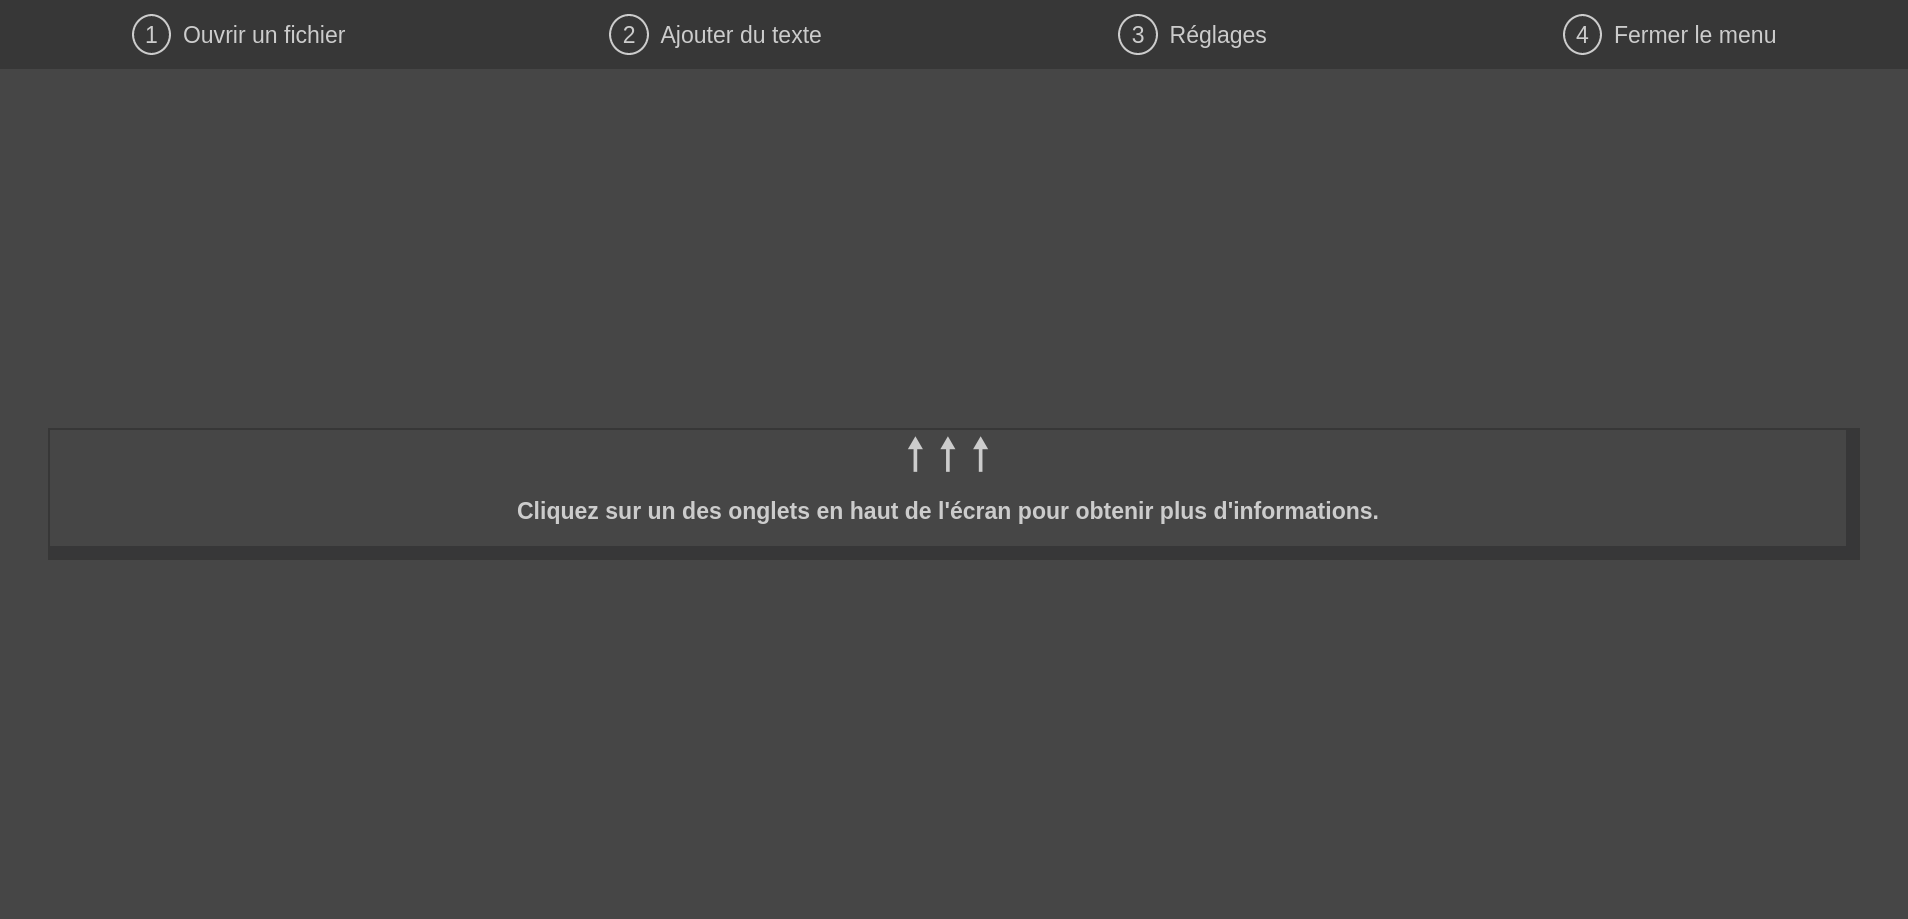 1 Ouvrir un fichier
2 Ajouter du texte
3 Réglages
4 Fermer le menu
Cliquez sur un des onglets en haut de l'écran pour obtenir plus d'informations.